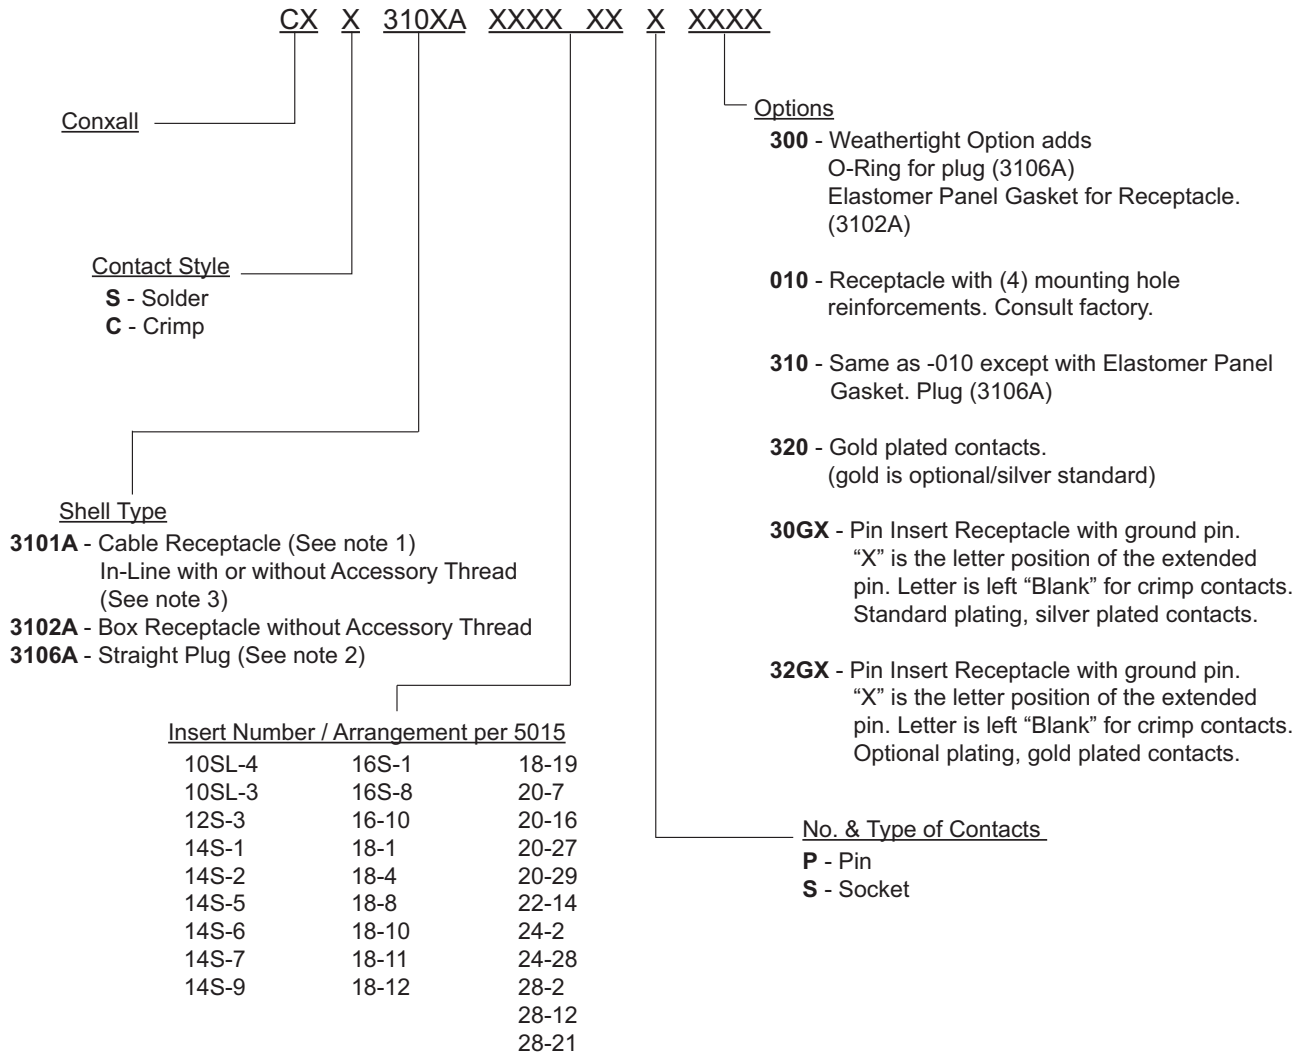 CX X 310XA XXXX XX X XXXX
Conxall
Contact Style
S - Solder
C - Crimp
Shell Type
3101A - Cable Receptacle (See note 1)
In-Line with or without Accessory Thread
(See note 3)
3102A - Box Receptacle without Accessory Thread
3106A - Straight Plug (See note 2)
Insert Number / Arrangement per 5015
10SL-4 16S-1 18-19
10SL-3 16S-8 20-7
12S-3 16-10 20-16
14S-1 18-1 20-27
14S-2 18-4 20-29
14S-5 18-8 22-14
14S-6 18-10 24-2
14S-7 18-11 24-28
14S-9 18-12 28-2
28-12
28-21
Options
300 - Weathertight Option adds
O-Ring for plug (3106A)
Elastomer Panel Gasket for Receptacle.
(3102A)
010 - Receptacle with (4) mounting hole
reinforcements. Consult factory.
310 - Same as -010 except with Elastomer Panel
Gasket. Plug (3106A)
320 - Gold plated contacts.
(gold is optional/silver standard)
30GX - Pin Insert Receptacle with ground pin.
“X” is the letter position of the extended
pin. Letter is left “Blank” for crimp contacts.
Standard plating, silver plated contacts.
32GX - Pin Insert Receptacle with ground pin.
“X” is the letter position of the extended
pin. Letter is left “Blank” for crimp contacts.
Optional plating, gold plated contacts.
No. & Type of Contacts
P - Pin
S - Socket